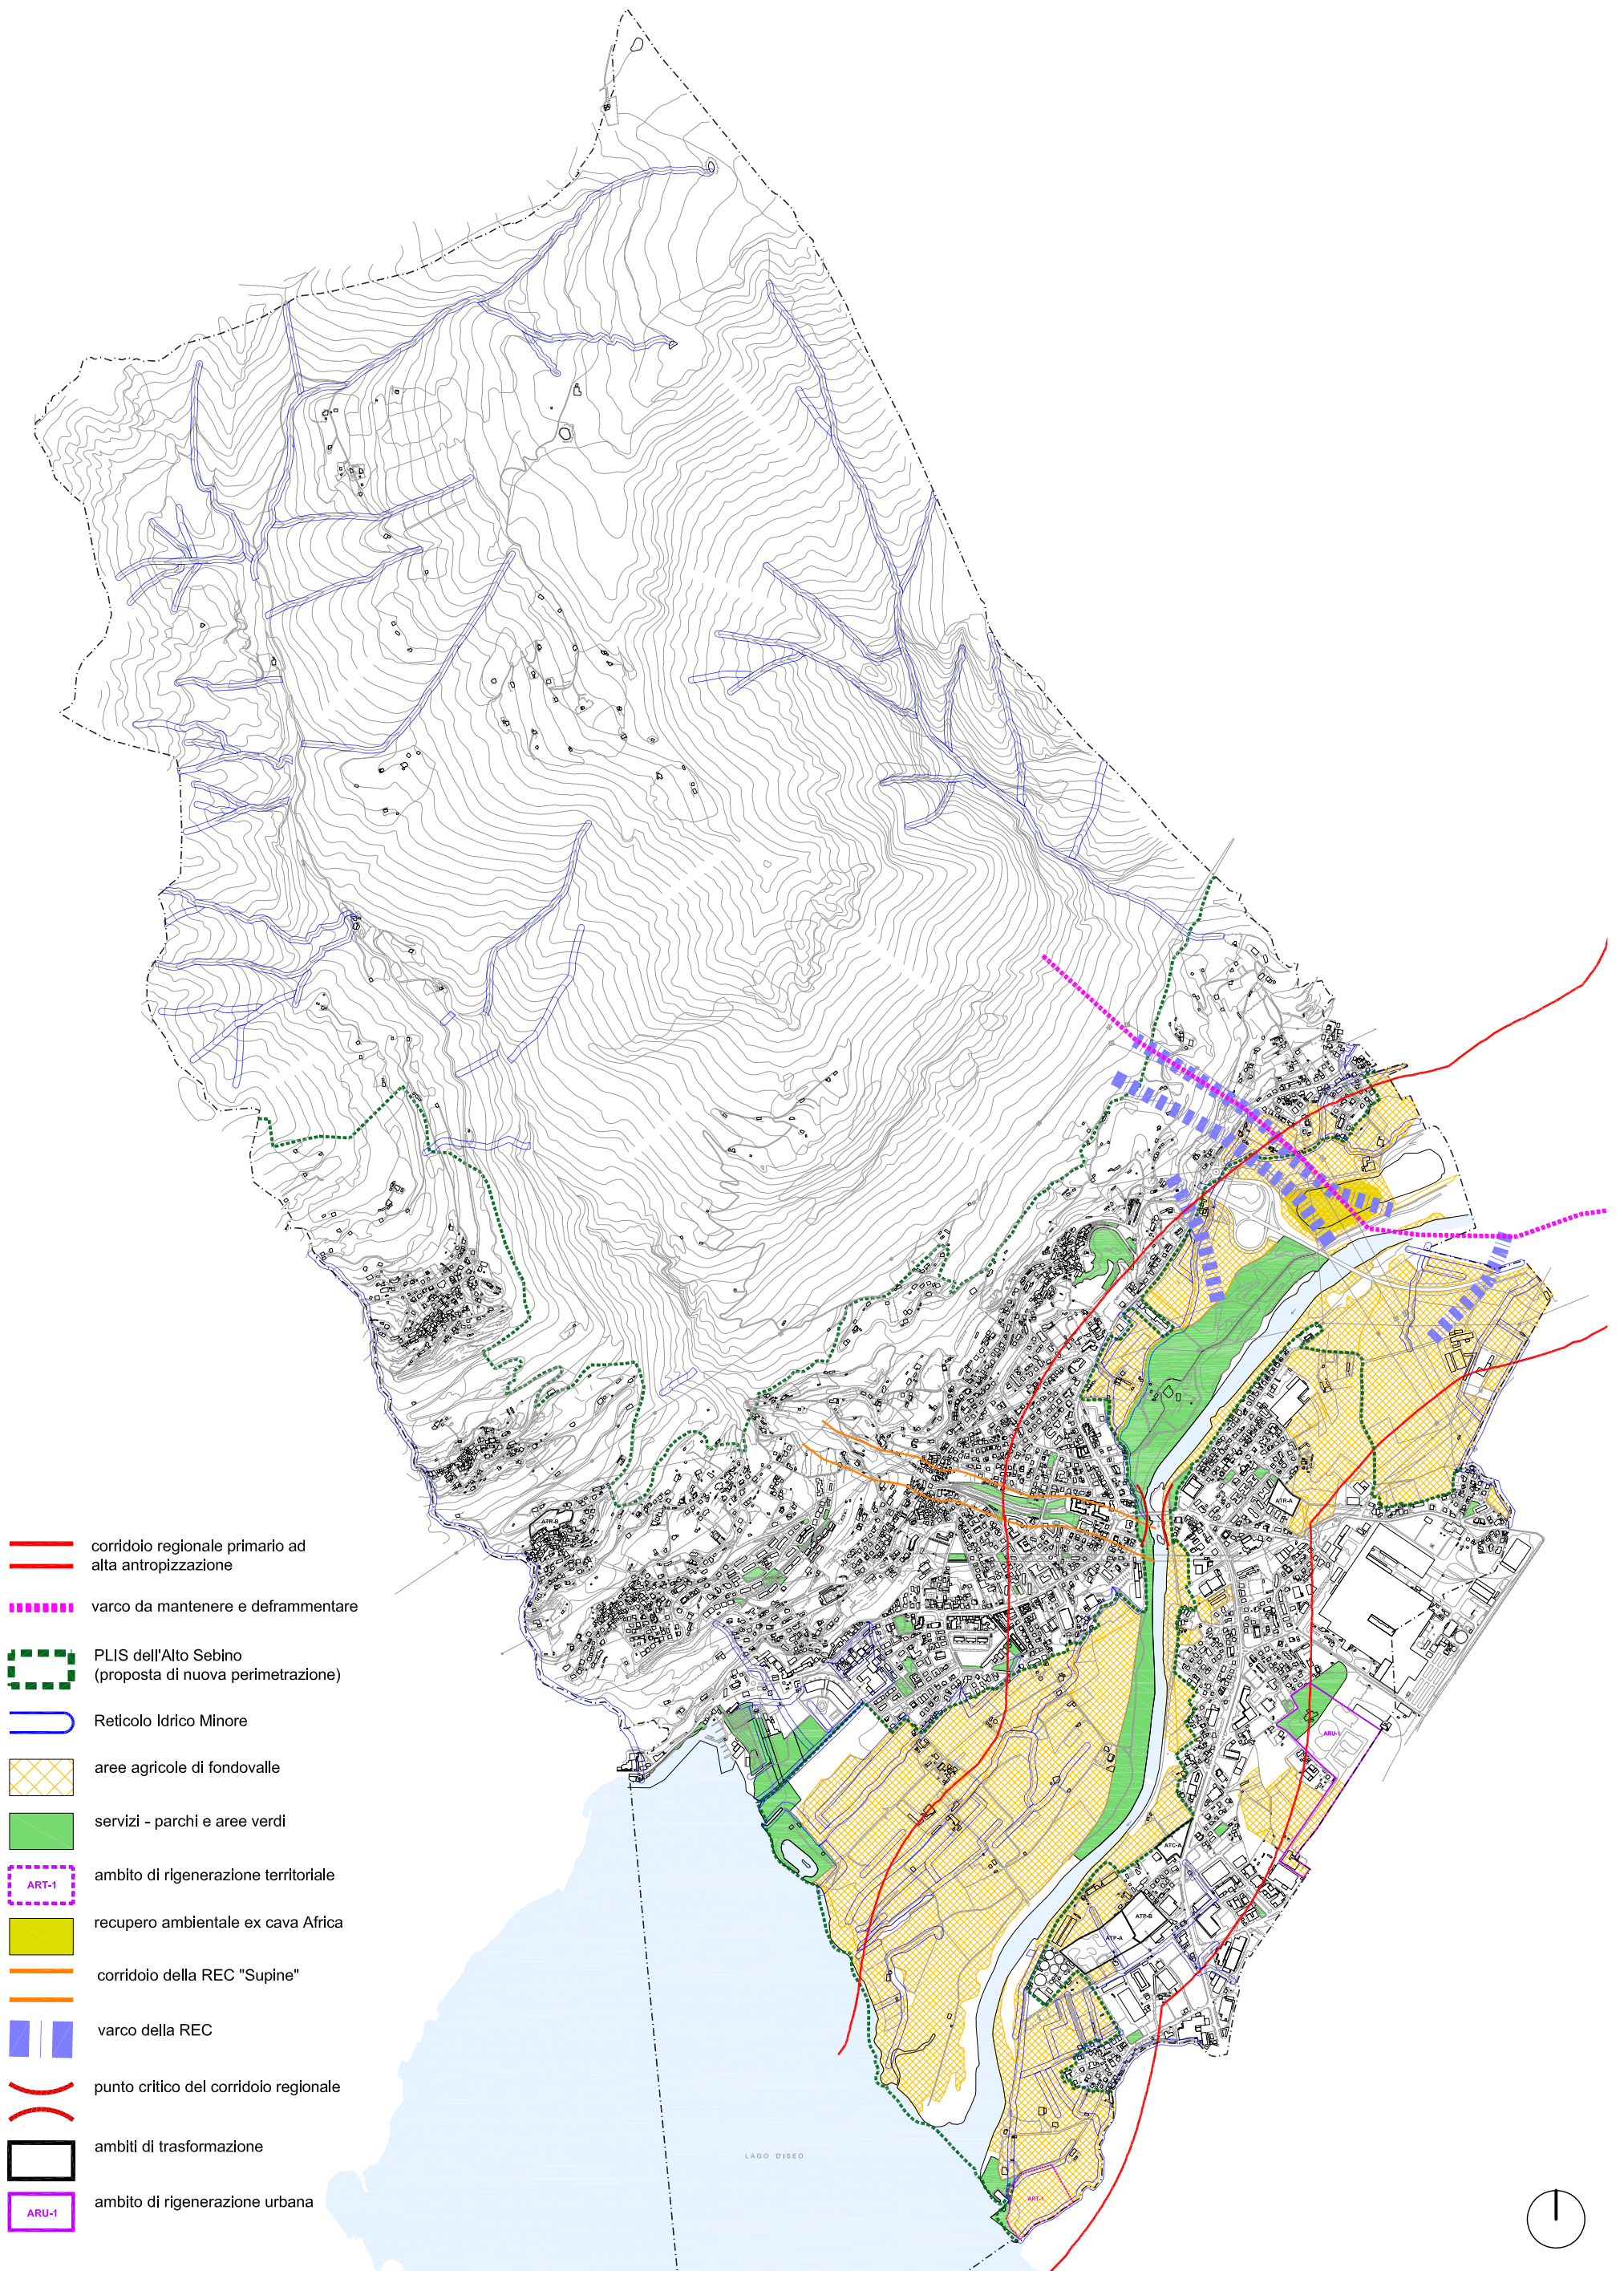 ATR-A
ATR-B
corridoio regionale primario ad
alta antropizzazione
varco da mantenere e deframmentare
PLIS dell'Alto Sebino
(proposta di nuova perimetrazione)
Reticolo Idrico Minore
ARU-1
aree agricole di fondovalle
servizi - parchi e aree verdi
ATC-A
ambito di rigenerazione territoriale
ART-1
ATP-B
recupero ambientale ex cava Africa
ATP-A
corridoio della REC "Supine"
varco della REC
punto critico del corridoio regionale
ambiti di trasformazione
LAGO D'ISEO
ART-1
ambito di rigenerazione urbana
ARU-1